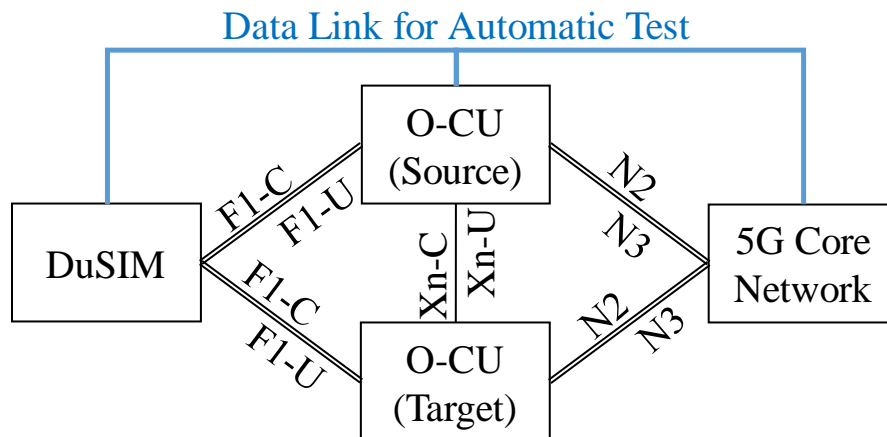 Data Link for Automatic Test
O-CU
(Source)
F1-C
F1-U
N2
N3
DuSIM
Xn-C
Xn-U
5G Core
Network
F1-C
F1-U
N2
N3
O-CU
(Target)